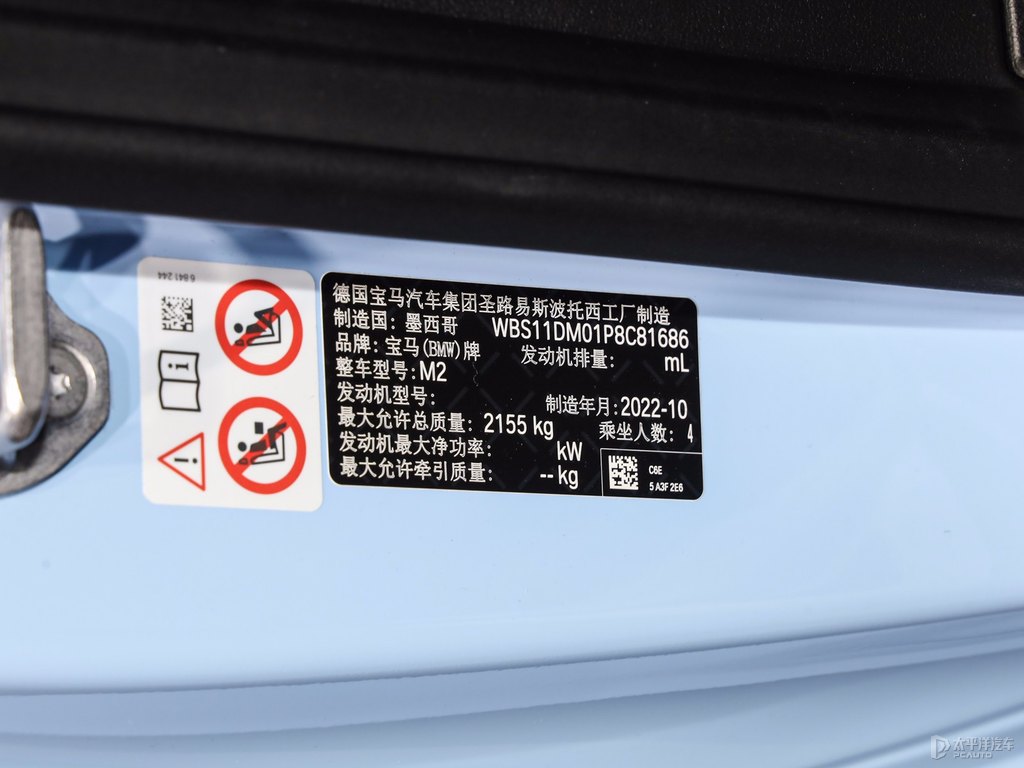 6 841 244
德国宝马汽车集团圣路易斯波托西工厂制造
制造国: 墨西哥 WBS11DM01P8C81686
品牌: 宝马(BMW)牌 发动机排量: mL
整车型号: M2
发动机型号: 制造年月: 2022-10
最大允许总质量: 2155 kg 乘坐人数: 4
发动机最大净功率: kW
最大允许牵引质量: -- kg
C6E
5 A3F 2E6
太平洋汽车
PCAUTO